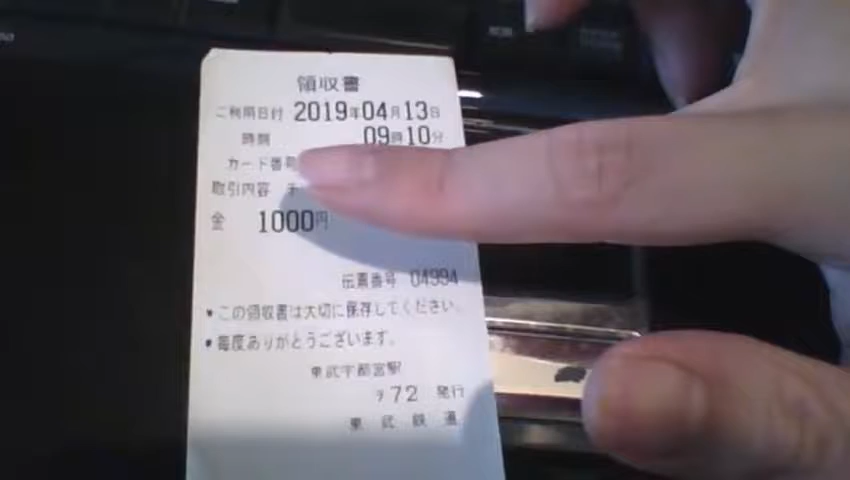 領収書
ご利用日付 2019年04月13日
時刻 09時10分
カード番号
取引内容 チ
金 1000円
伝票番号 04994
・この領収書は大切に保存してください。
・毎度ありがとうございます。
東武宇都宮駅
ヲ72 発行
東武鉄道